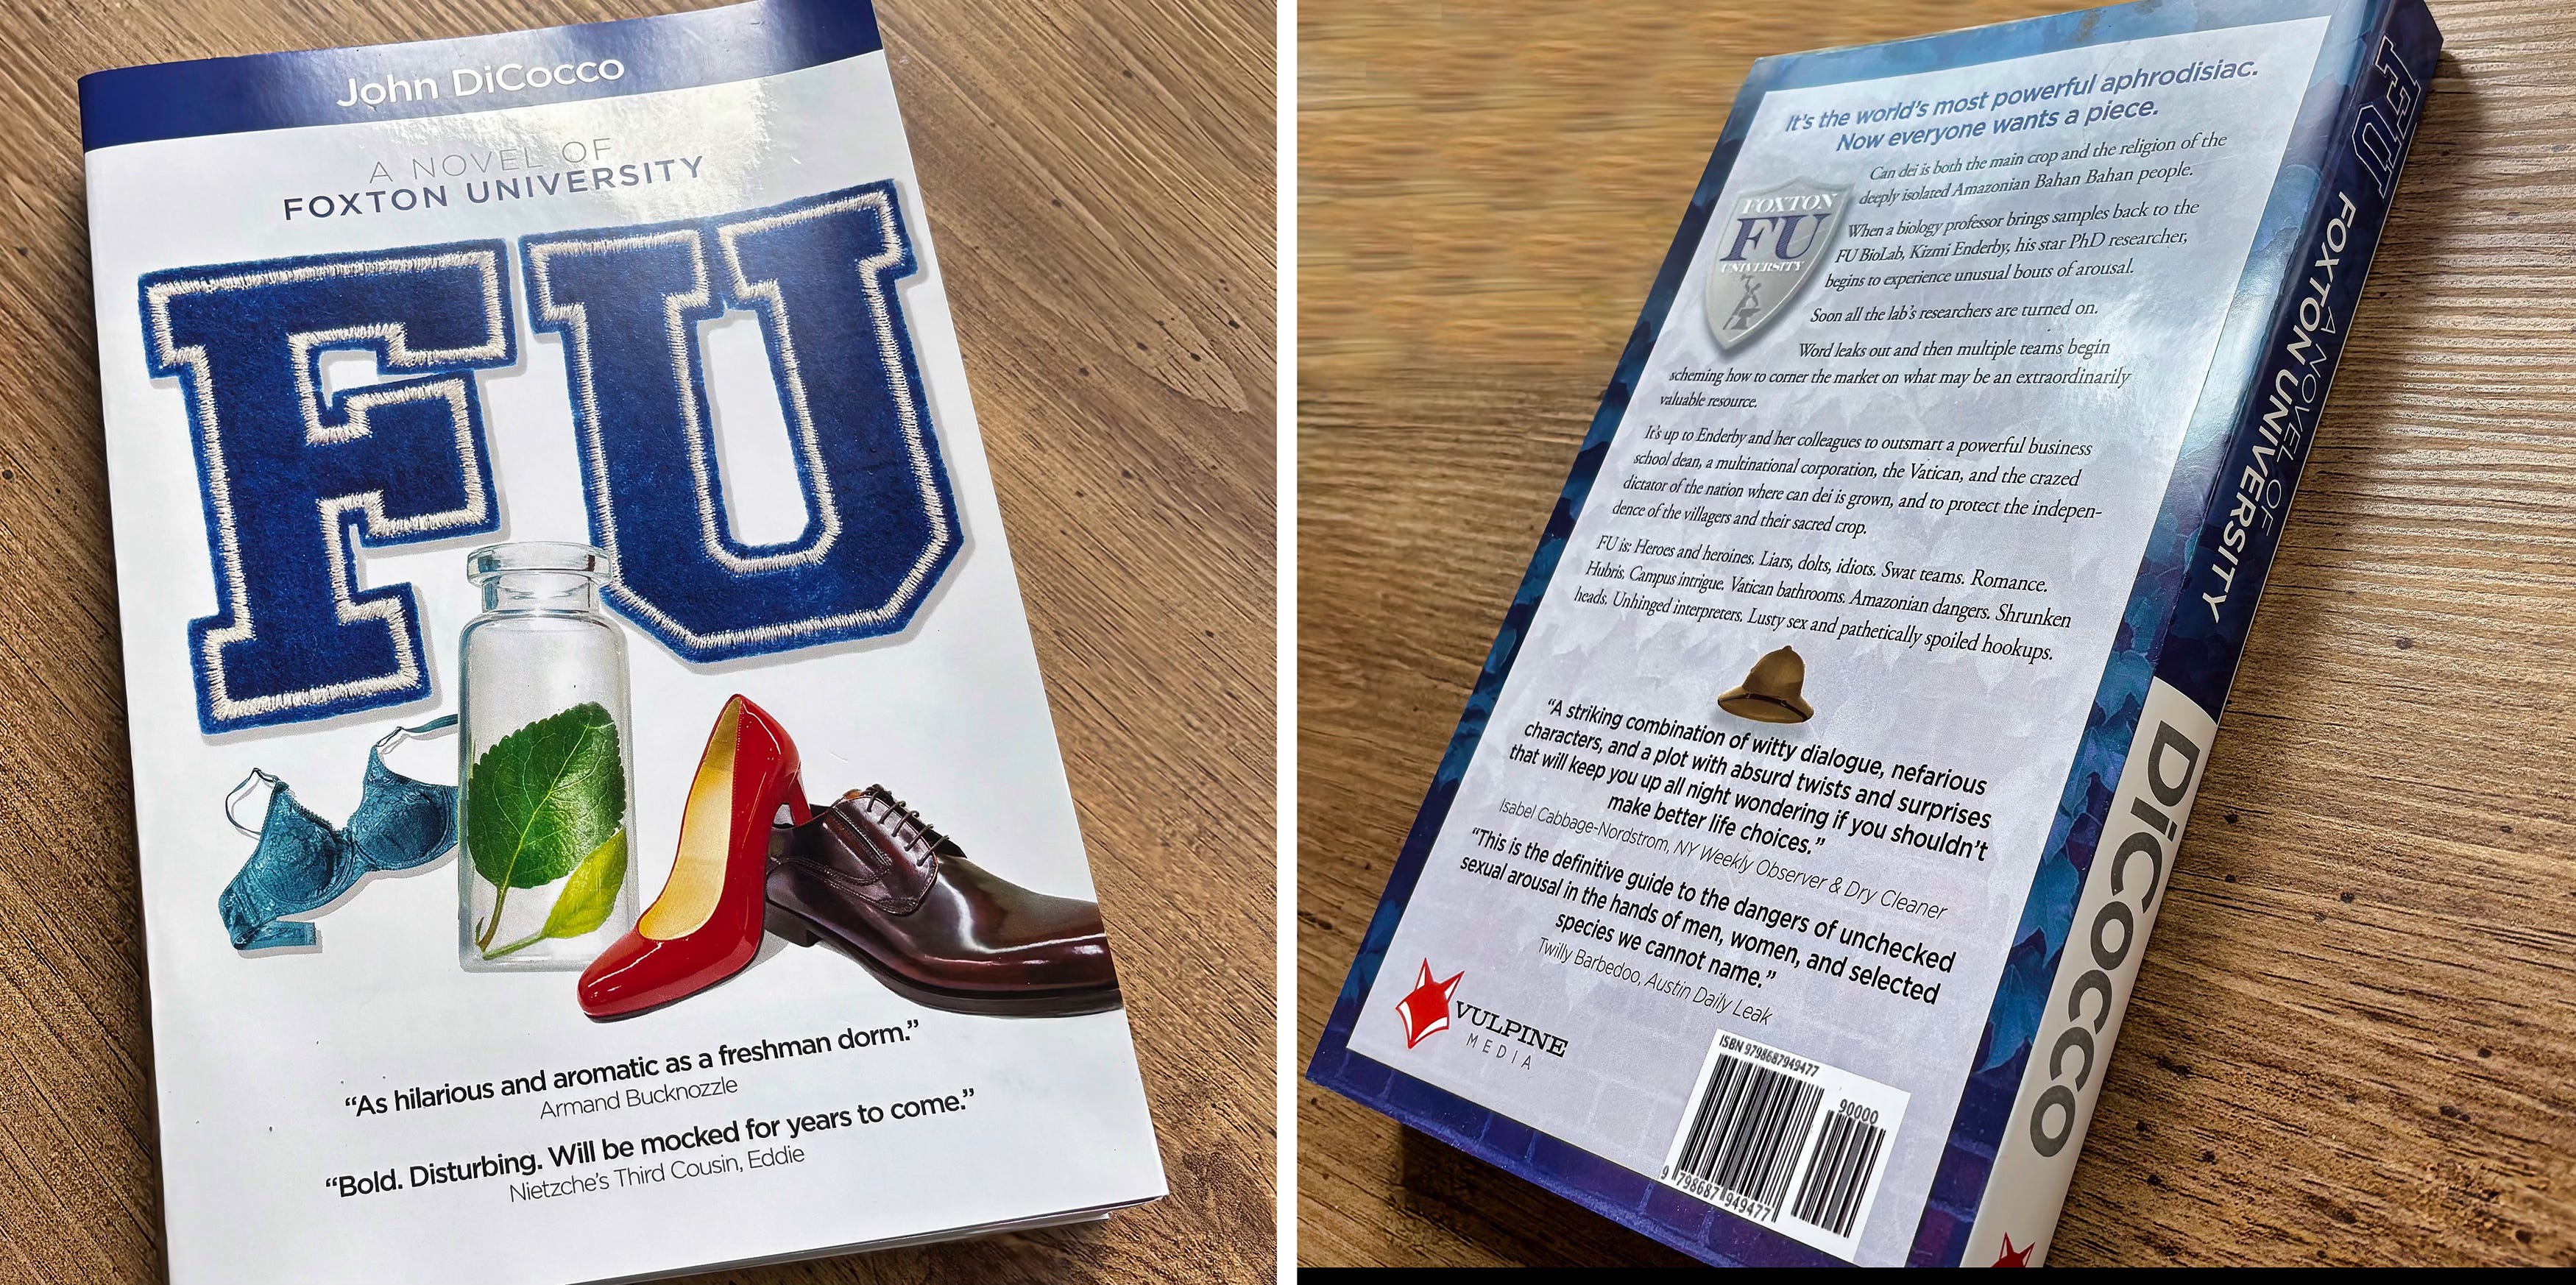 John DiCocco
A NOVEL OF
FOXTON UNIVERSITY
FU
“As hilarious and aromatic as a freshman dorm.”
Armand Bucknozzle
“Bold. Disturbing. Will be mocked for years to come.”
Nietzche’s Third Cousin, Eddie
It’s the world’s most powerful aphrodisiac.
Now everyone wants a piece.
Can dei is both the main crop and the religion of the
deeply isolated Amazonian Bahan Bahan people.
FOXTON
FU
UNIVERSITY
When a biology professor brings samples back to the
FU BioLab, Kizmi Enderby, his star PhD researcher,
begins to experience unusual bouts of arousal.
Soon all the lab’s researchers are turned on.
Word leaks out and then multiple teams begin
scheming how to corner the market on what may be an extraordinarily
valuable resource.
It’s up to Enderby and her colleagues to outsmart a powerful business
school dean, a multinational corporation, the Vatican, and the crazed
dictator of the nation where can dei is grown, and to protect the indepen-
dence of the villagers and their sacred crop.
FU is: Heroes and heroines. Liars, dolts, idiots. Swat teams. Romance.
Hubris. Campus intrigue. Vatican bathrooms. Amazonian dangers. Shrunken
heads. Unhinged interpreters. Lusty sex and pathetically spoiled hookups.
“A striking combination of witty dialogue, nefarious
characters, and a plot with absurd twists and surprises
that will keep you up all night wondering if you shouldn’t
make better life choices.”
Isabel Cabbage-Nordstrom, NY Weekly Observer & Dry Cleaner
“This is the definitive guide to the dangers of unchecked
sexual arousal in the hands of men, women, and selected
species we cannot name.”
Twilly Barbedoo, Austin Daily Leak
VULPINE
MEDIA
ISBN 9798687949477
90000
9 798687 949477
FU
A NOVEL OF
FOXTON UNIVERSITY
DiCocco